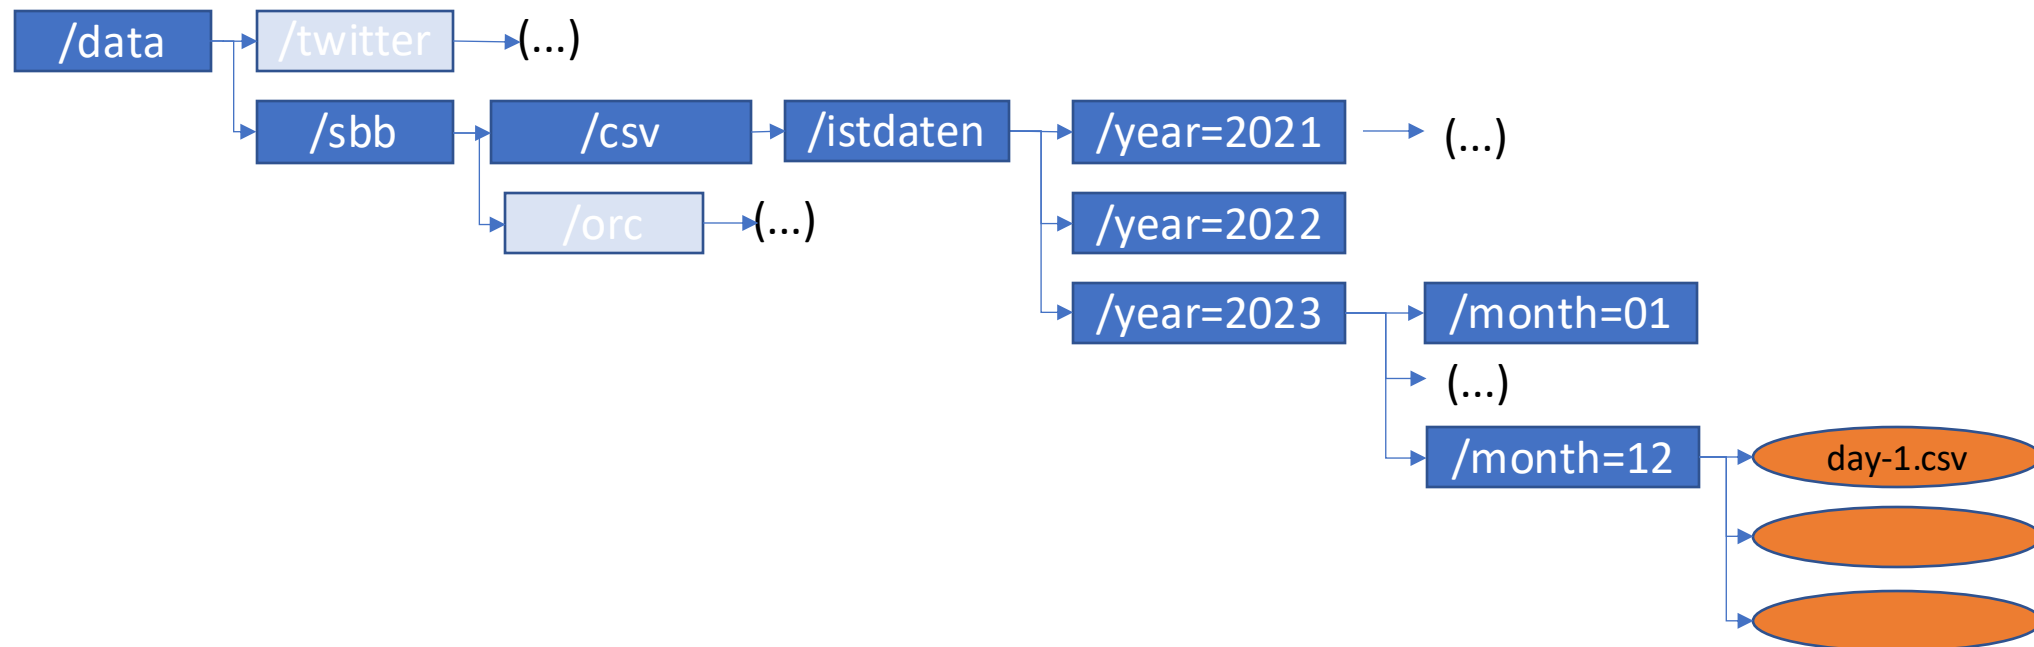 /data
/twitter
(...)
/sbb
/csv
/istdaten
/year=2021
(...)
/orc
(...)
/year=2022
/year=2023
/month=01
(...)
/month=12
day-1.csv